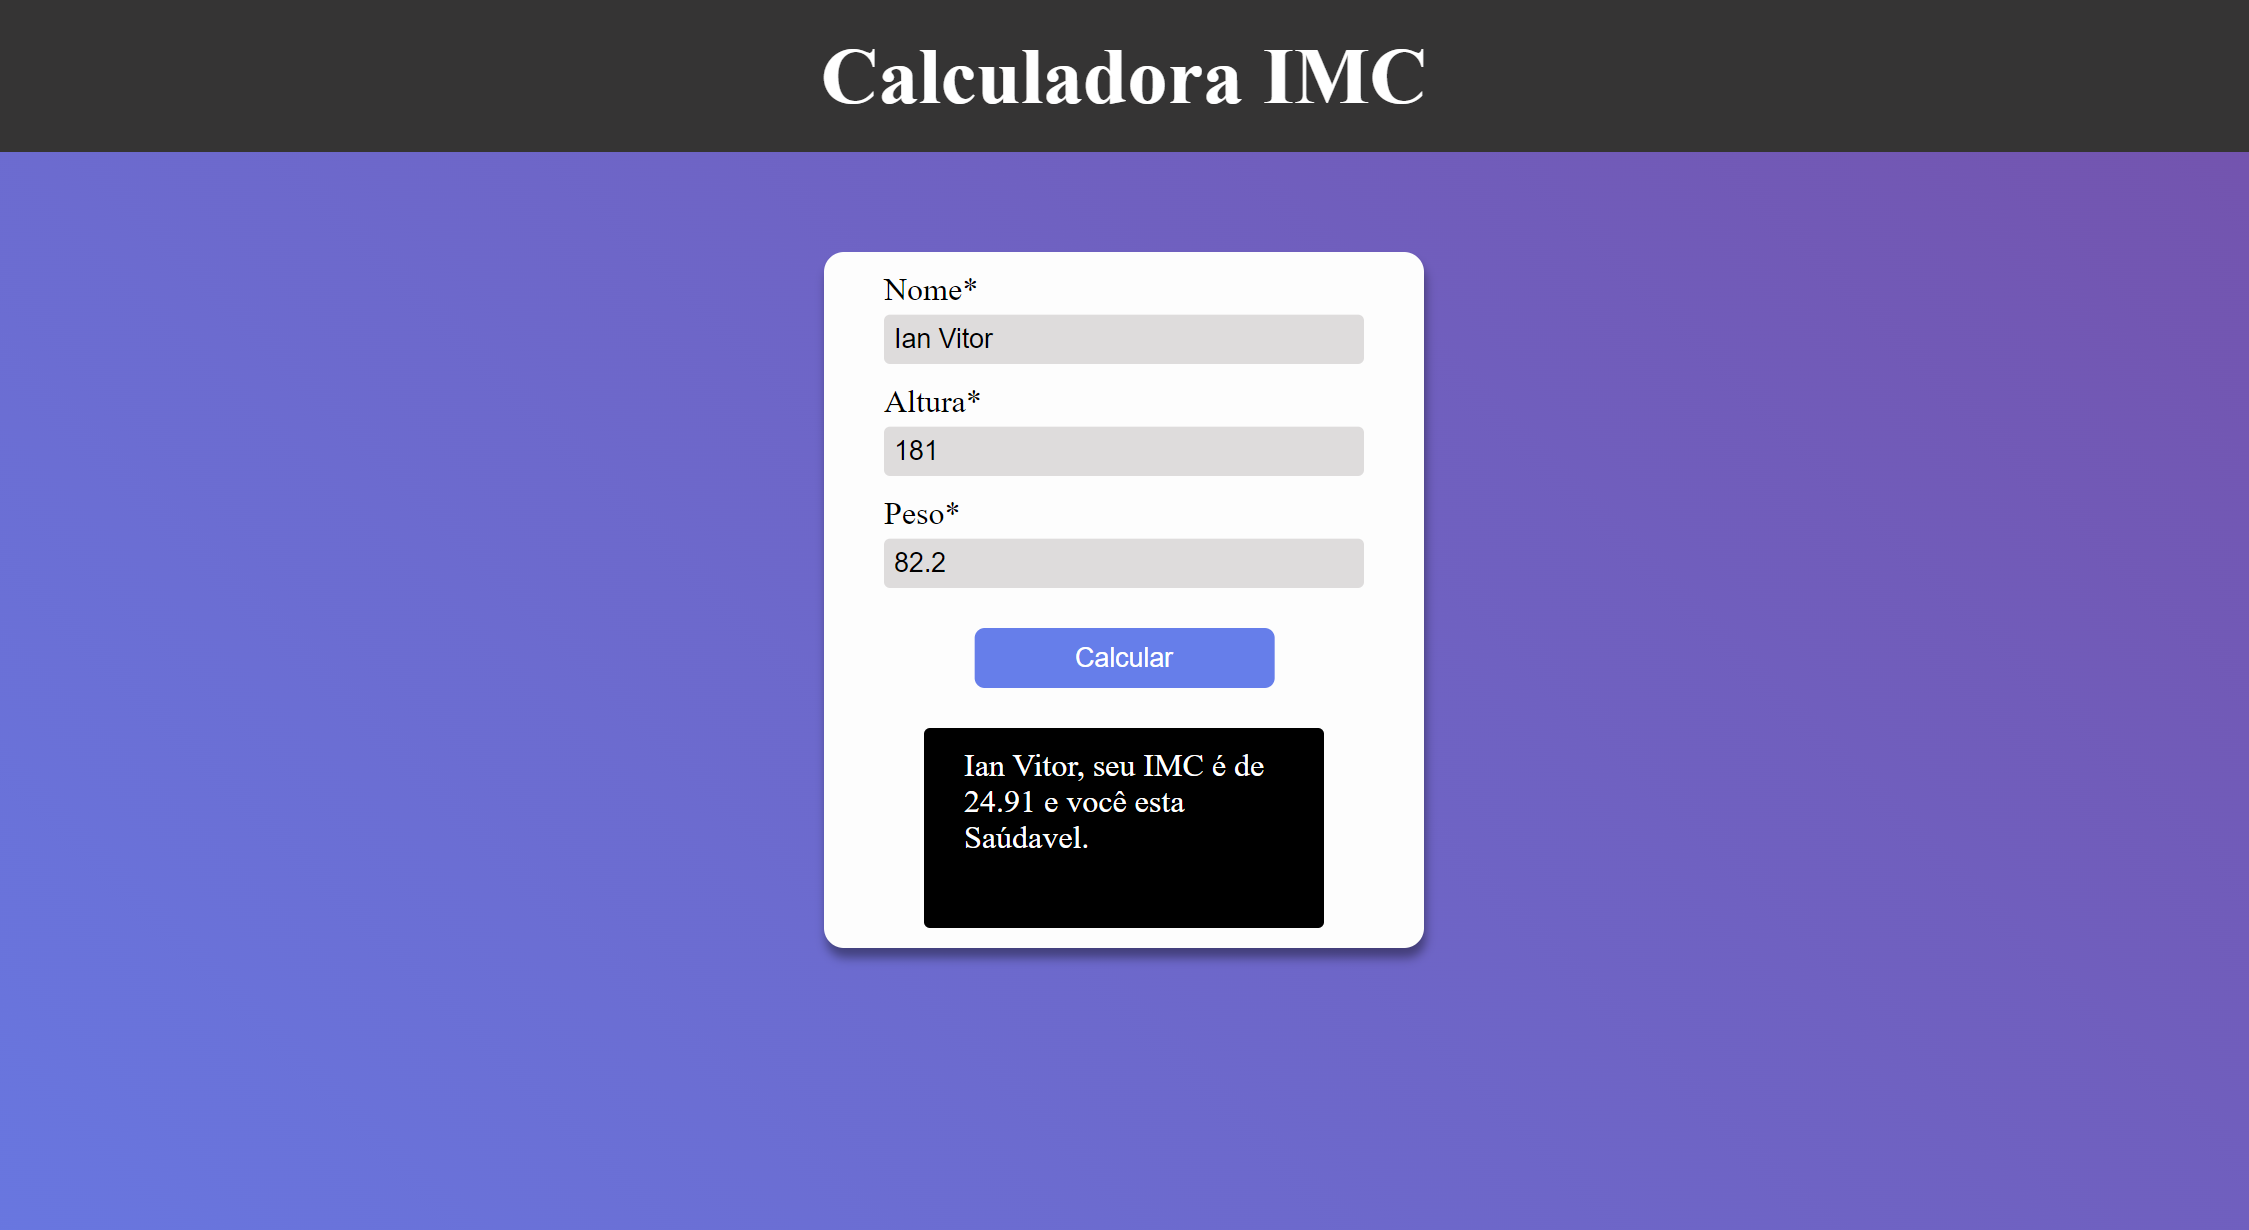 Calculadora IMC
Nome*
Ian Vitor
Altura*
181
Peso*
82.2
Calcular
Ian Vitor, seu IMC é de
24.91 e você esta
Saúdavel.